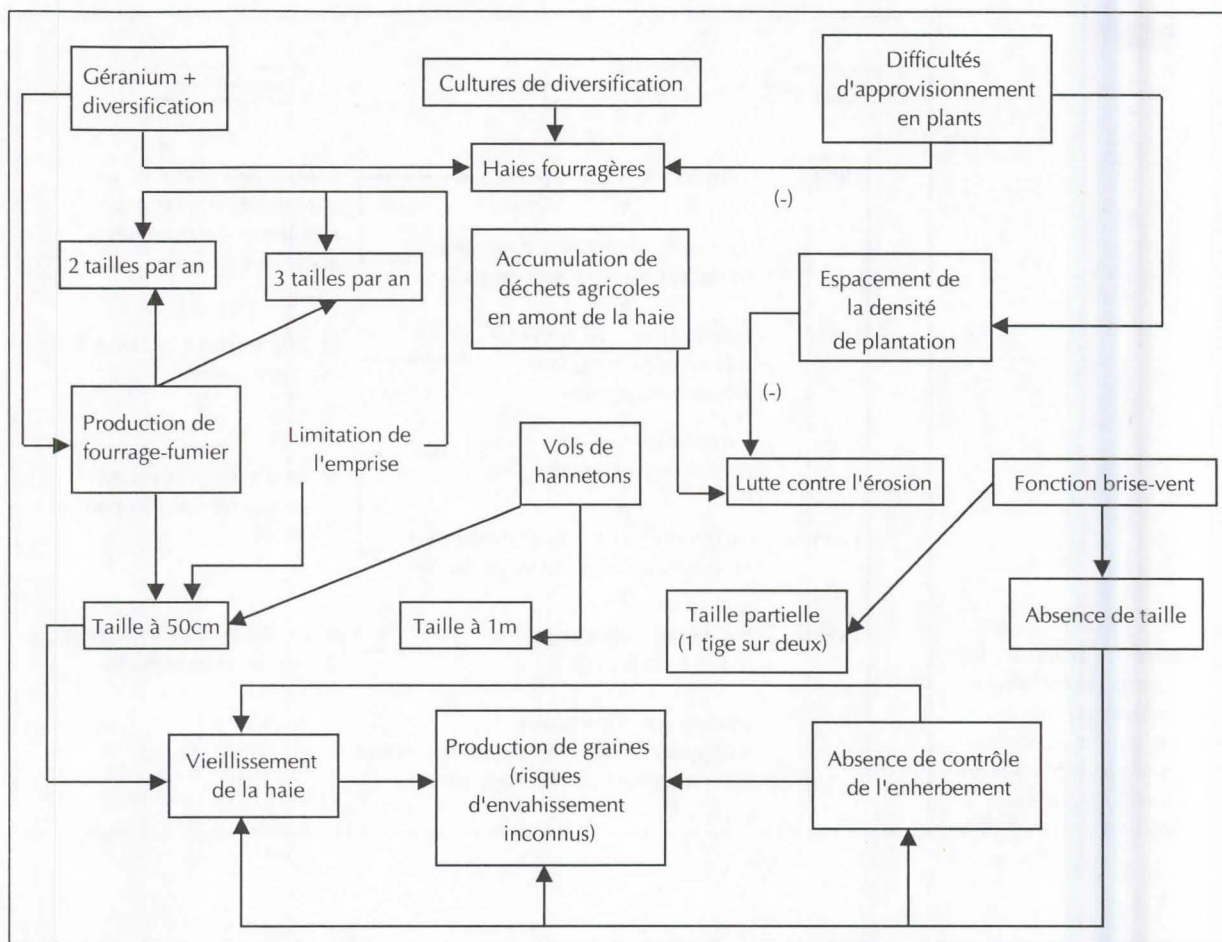 Géranium +
diversification
Cultures de diversification
Difficultés
d'approvisionnement
en plants
Haies fourragères
(-)
2 tailles par an
3 tailles par an
Accumulation de
déchets agricoles
en amont de la haie
Espacement de
la densité
de plantation
(-)
Production de
fourrage-fumier
Limitation de
l'emprise
Vols de
hannetons
Lutte contre l'érosion
Fonction brise-vent
Taille à 50cm
Taille à 1m
Taille partielle
(1 tige sur deux)
Absence de taille
Vieillissement
de la haie
Production de graines
(risques
d'envahissement
inconnus)
Absence de contrôle
de l'enherbement